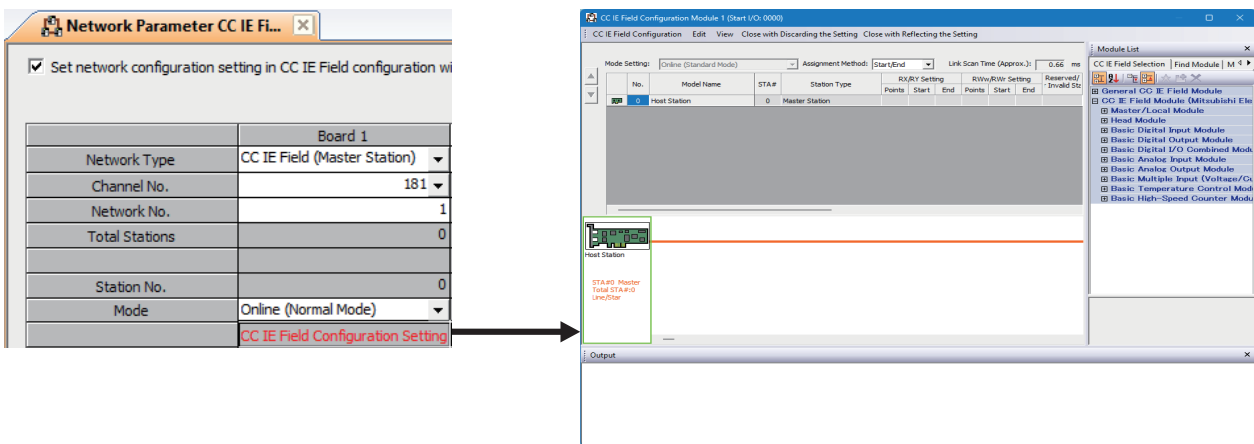 Network Parameter CC IE Fi...
Set network configuration setting in CC IE Field configuration wi
Board 1
Network Type CC IE Field (Master Station)
Channel No. 181
Network No. 1
Total Stations 0
Station No. 0
Mode Online (Normal Mode)
CC IE Field Configuration Setting
CC IE Field Configuration Module 1 (Start I/O: 0000)
CC IE Field Configuration Edit View Close with Discarding the Setting Close with Reflecting the Setting
Mode Setting: Online (Standard Mode) Assignment Method: Start/End Link Scan Time (Approx.): 0.66 ms
No. Model Name STA# Station Type RX/RY Setting RWw/RWr Setting Reserved/
Points Start End Points Start End
0 Host Station 0 Master Station
Host Station
STA#0 Master
Total STA#:0
Line/Star
Module List
CC IE Field Selection Find Module M
General CC IE Field Module
CC IE Field Module (Mitsubishi Ele
Master/Local Module
Head Module
Basic Digital Input Module
Basic Digital Output Module
Basic Digital I/O Combined Modu
Basic Analog Input Module
Basic Analog Output Module
Basic Multiple Input (Voltage/Cu
Basic Temperature Control Modu
Basic High-Speed Counter Modu
Output